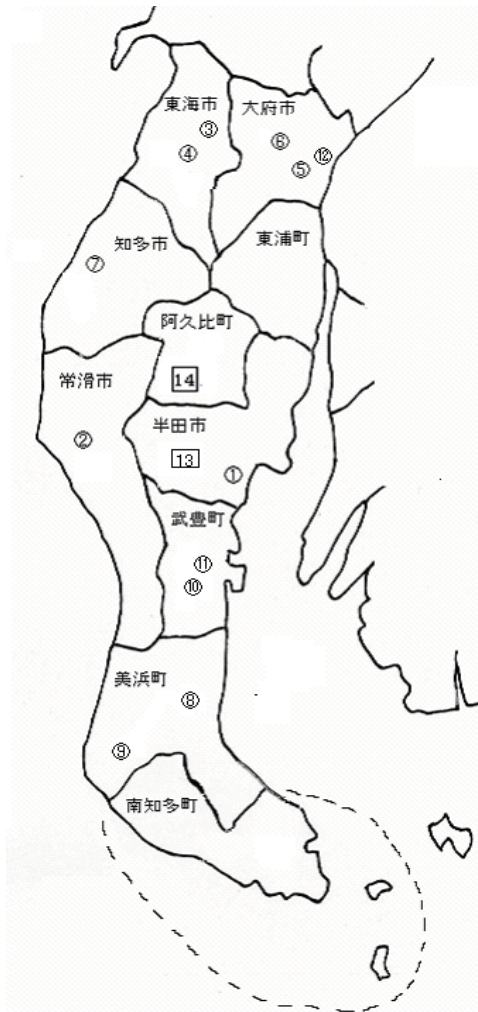 東海市
③
④
大府市
⑥
⑤
⑫
東浦町
知多市
⑦
阿久比町
14
常滑市
②
半田市
13
①
武豊町
⑪
⑩
美浜町
⑧
⑨
南知多町